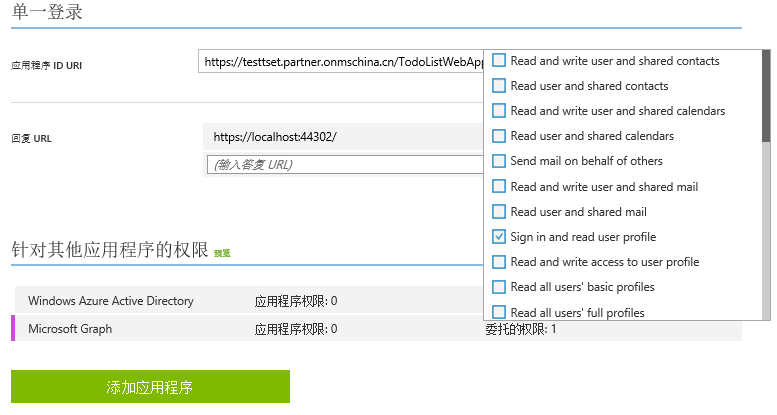 单一登录
应用程序 ID URI
https://testtset.partner.onmschina.cn/TodoListWebApp
回复 URL
https://localhost:44302/
(输入答复 URL)
Read and write user and shared contacts
Read user and shared contacts
Read and write user and shared calendars
Read user and shared calendars
Send mail on behalf of others
Read and write user and shared mail
Read user and shared mail
Sign in and read user profile
Read and write access to user profile
Read all users' basic profiles
Read all users' full profiles
针对其他应用程序的权限 预览
Windows Azure Active Directory 应用程序权限: 0
Microsoft Graph 应用程序权限: 0 委托的权限: 1
添加应用程序